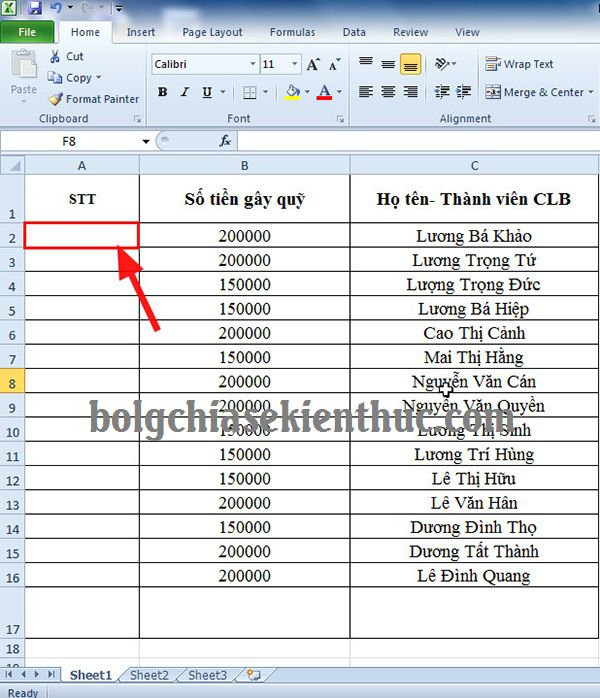 File Home Insert Page Layout Formulas Data Review View
Paste Cut Calibri 11 A A Wrap Text
Copy B I U A Merge & Center
Format Painter
Clipboard Font Alignment
F8 fx
A B C
1 STT Số tiền gây quỹ Họ tên- Thành viên CLB
2 200000 Lương Bá Khảo
3 200000 Lương Trọng Tứ
4 150000 Lượng Trọng Đức
5 150000 Lương Bá Hiệp
6 200000 Cao Thị Cảnh
7 150000 Mai Thị Hằng
8 200000 Nguyễn Văn Cán
9 200000 Nguyễn Văn Quyền
bolgchiasekienthuc.com
10 150000 Lương Thị Sinh
11 150000 Lương Trí Hùng
12 150000 Lê Thị Hữu
13 200000 Lê Văn Hân
14 150000 Dương Đình Thọ
15 200000 Dương Tất Thành
16 200000 Lê Đình Quang
17
18
Sheet1 Sheet2 Sheet3
Ready